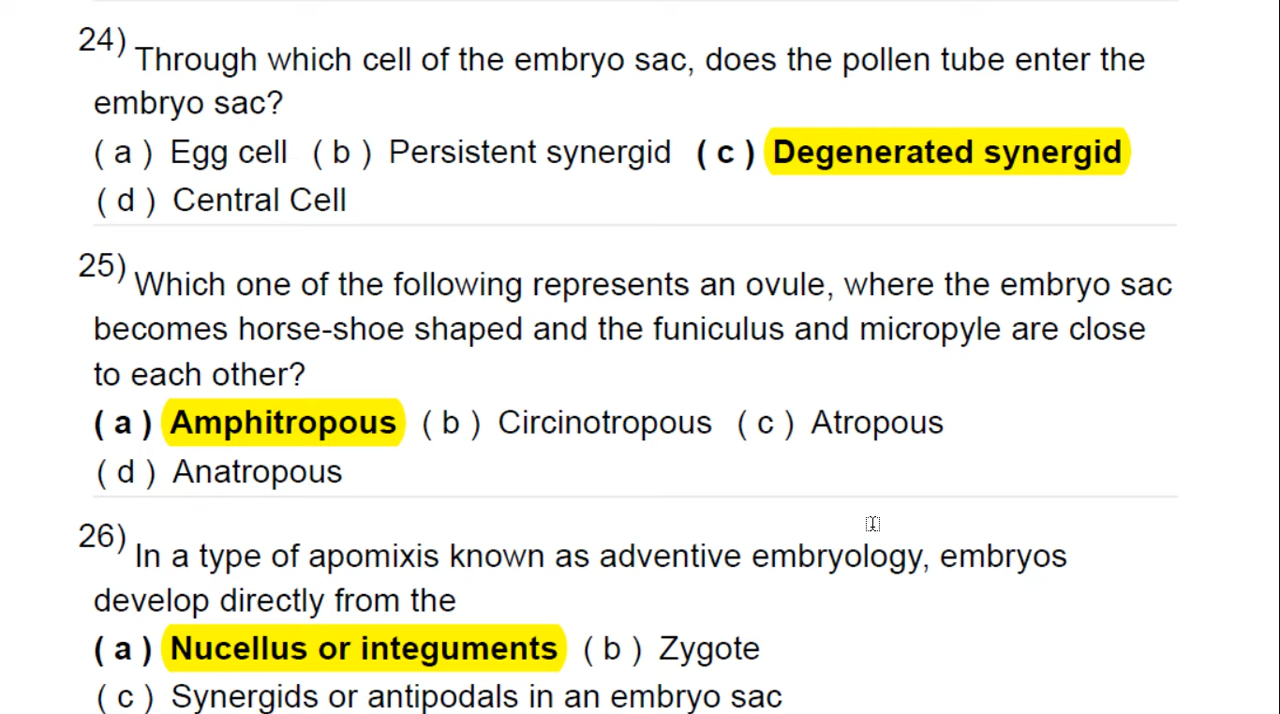 24) Through which cell of the embryo sac, does the pollen tube enter the
embryo sac?
( a ) Egg cell ( b ) Persistent synergid ( c ) Degenerated synergid
( d ) Central Cell
25) Which one of the following represents an ovule, where the embryo sac
becomes horse-shoe shaped and the funiculus and micropyle are close
to each other?
( a ) Amphitropous ( b ) Circinotropous ( c ) Atropous
( d ) Anatropous
26) In a type of apomixis known as adventive embryology, embryos
develop directly from the
( a ) Nucellus or integuments ( b ) Zygote
( c ) Synergids or antipodals in an embryo sac